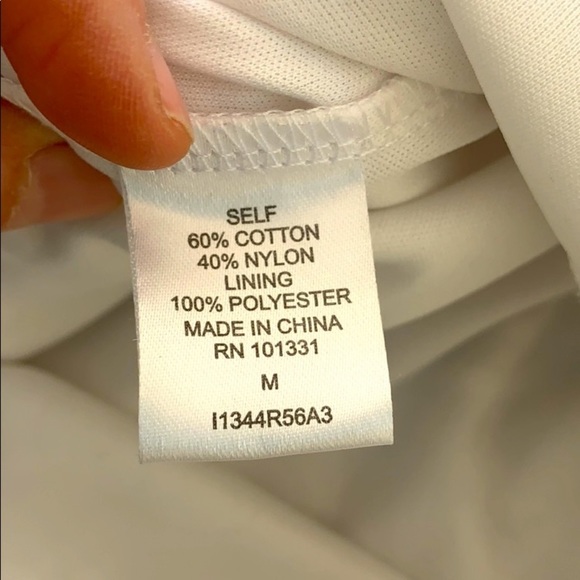 SELF
60% COTTON
40% NYLON
LINING
100% POLYESTER
MADE IN CHINA
RN 101331
M
I1344R56A3